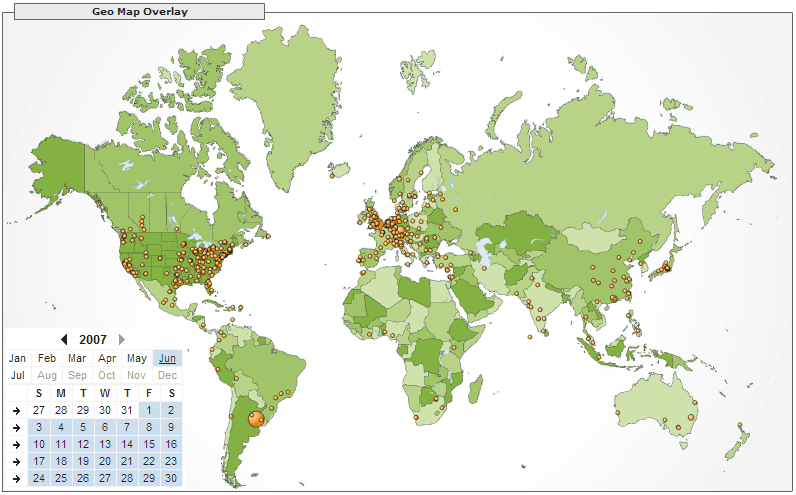 Geo Map Overlay
2007
Jan Feb Mar Apr May Jun
Jul Aug Sep Oct Nov Dec
S M T W T F S
27 28 29 30 31 1 2
3 4 5 6 7 8 9
10 11 12 13 14 15 16
17 18 19 20 21 22 23
24 25 26 27 28 29 30